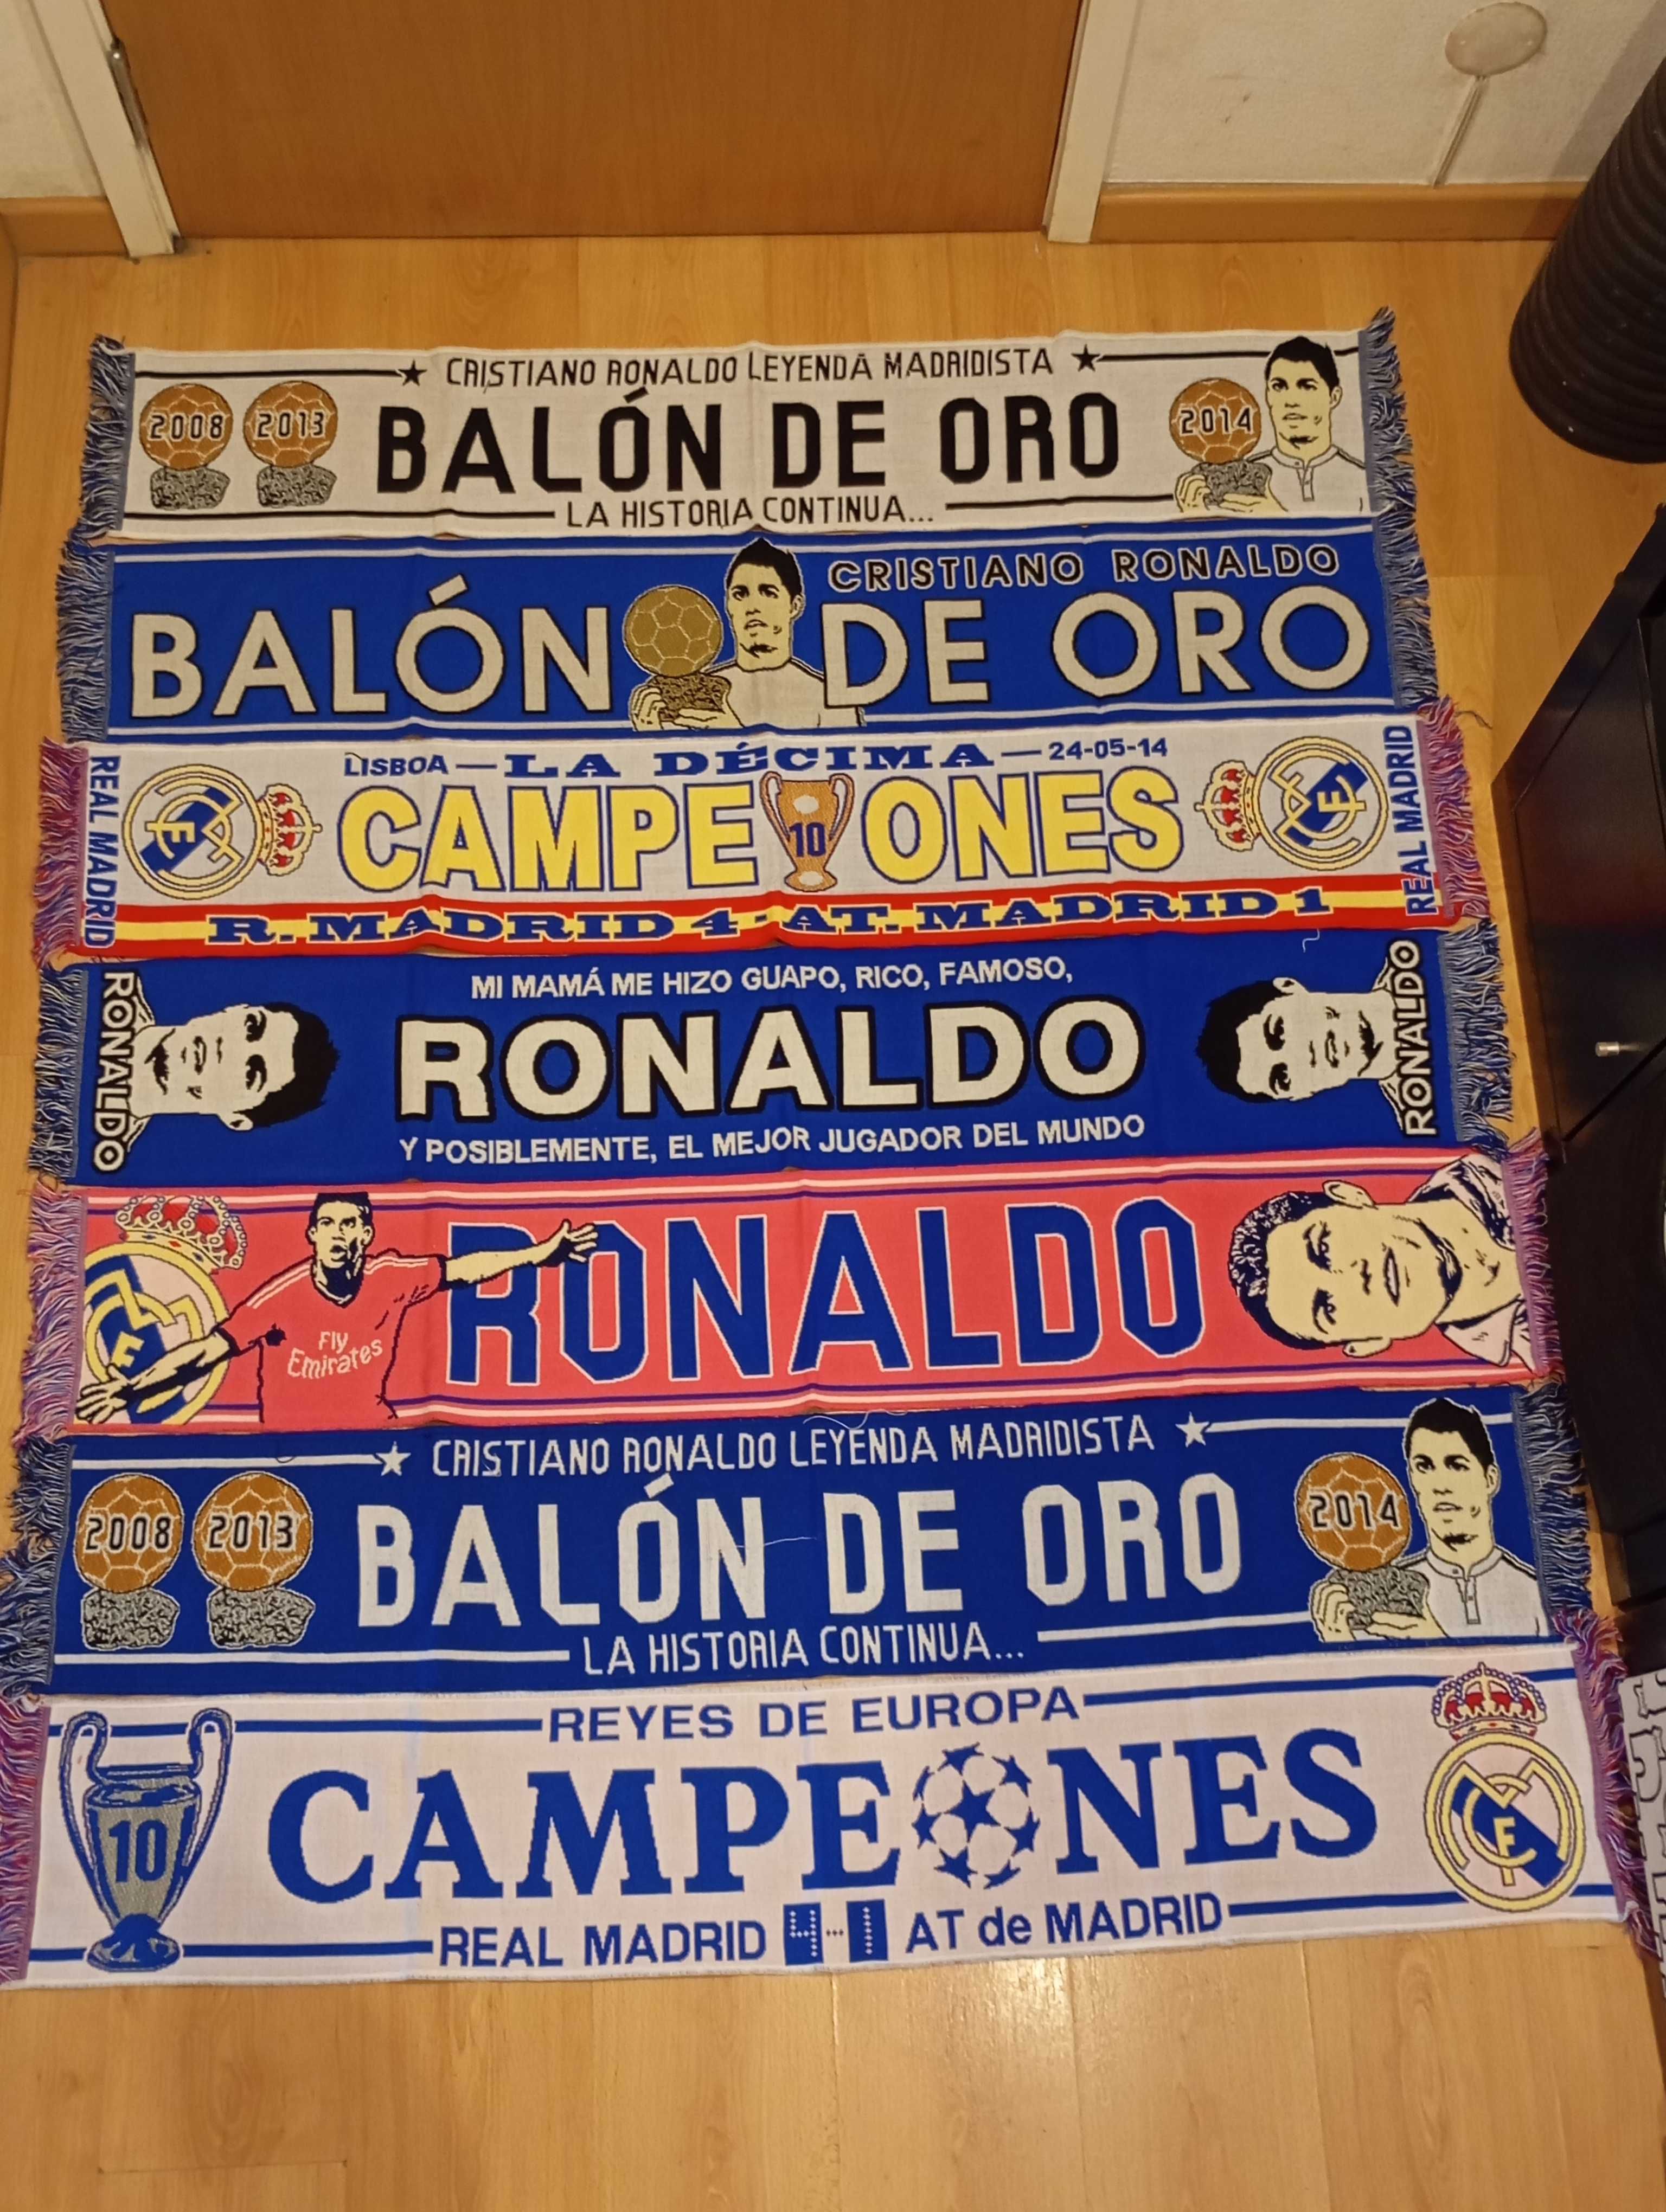 ★ CRISTIANO RONALDO LEYENDA MADRIDISTA ★
2008 2013 BALÓN DE ORO 2014
LA HISTORIA CONTINUA...
CRISTIANO RONALDO
BALÓN DE ORO
LISBOA — LA DÉCIMA — 24-05-14
REAL MADRID
CAMPE 10 ONES
REAL MADRID
R. MADRID 4 - AT. MADRID 1
MI MAMÁ ME HIZO GUAPO, RICO, FAMOSO,
RONALDO
RONALDO
RONALDO
Y POSIBLEMENTE, EL MEJOR JUGADOR DEL MUNDO
RONALDO
Fly
Emirates
★ CRISTIANO RONALDO LEYENDA MADRIDISTA ★
2008 2013 BALÓN DE ORO 2014
LA HISTORIA CONTINUA...
REYES DE EUROPA
10 CAMPEONES
REAL MADRID 4-1 AT de MADRID